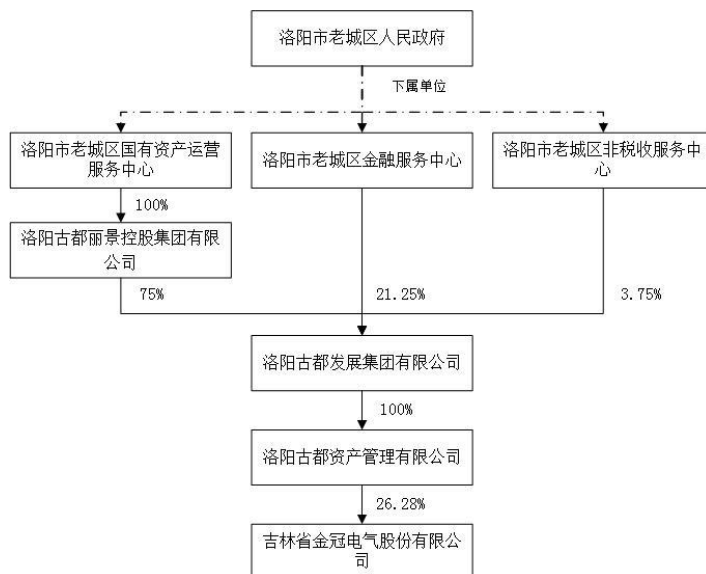 洛阳市老城区人民政府
下属单位
洛阳市老城区国有资产运营
服务中心
洛阳市老城区金融服务中心
洛阳市老城区非税收服务中
心
100%
洛阳古都丽景控股集团有限
公司
75%
21.25%
3.75%
洛阳古都发展集团有限公司
100%
洛阳古都资产管理有限公司
26.28%
吉林省金冠电气股份有限公
司